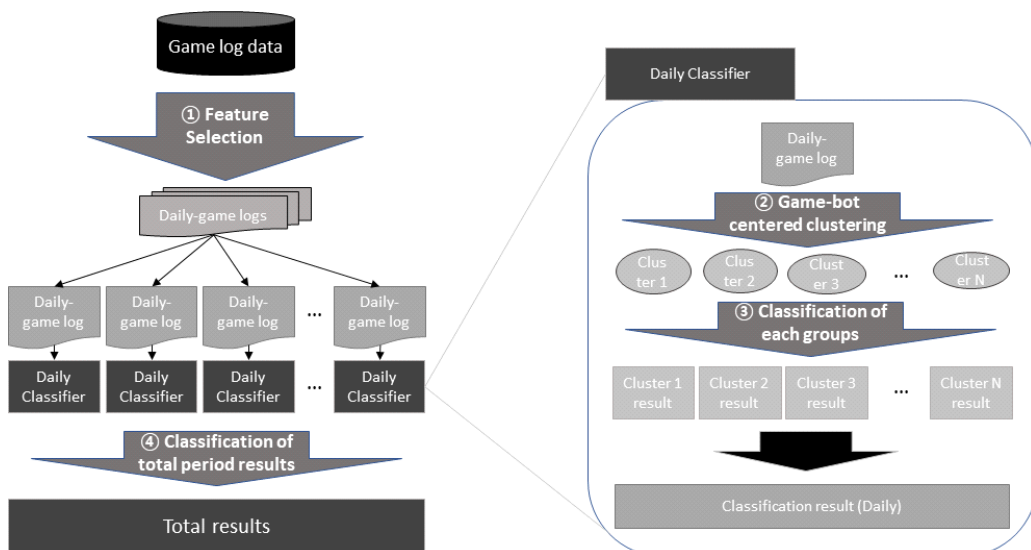 Game log data
① Feature
Selection
Daily-game logs
Daily-
game log
Daily-
game log
Daily-
game log
...
Daily-
game log
Daily
Classifier
Daily
Classifier
Daily
Classifier
...
Daily
Classifier
④ Classification of
total period results
Total results
Daily Classifier
Daily-
game log
② Game-bot
centered clustering
Clus
ter 1
Clus
ter 2
Clust
er 3
...
Clust
er N
③ Classification of
each groups
Cluster 1
result
Cluster 2
result
Cluster 3
result
...
Cluster N
result
Classification result (Daily)